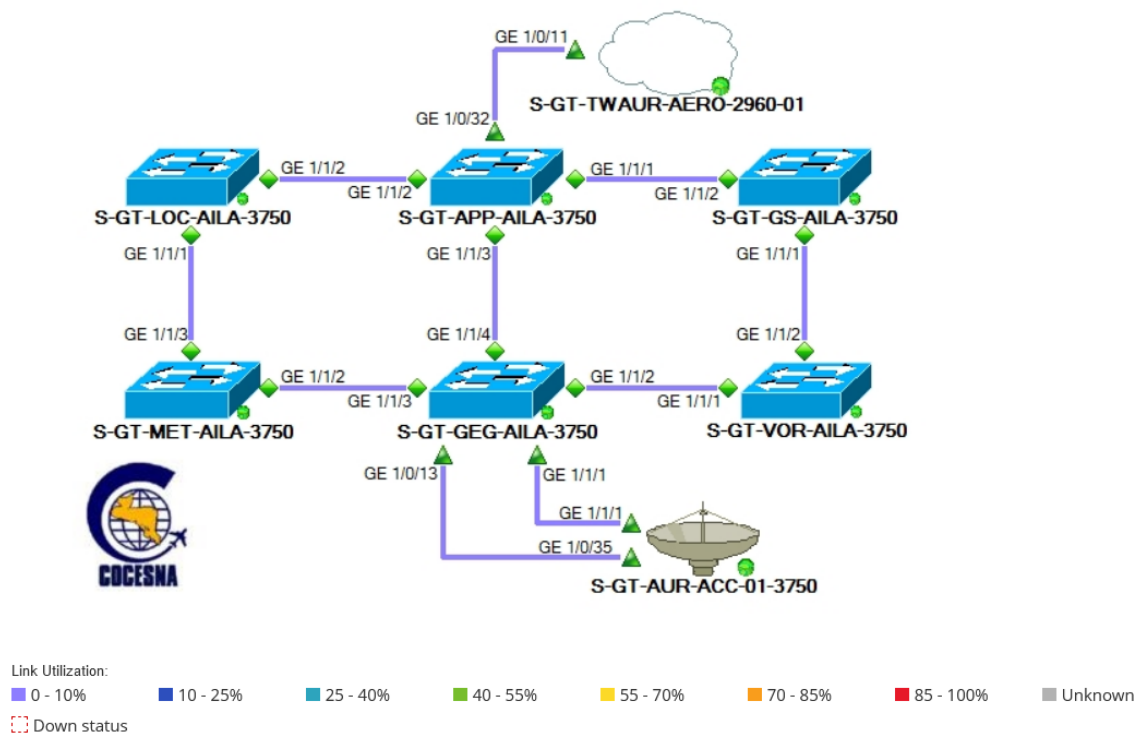 GE 1/0/11
S-GT-TWAUR-AERO-2960-01
GE 1/0/32
GE 1/1/2
GE 1/1/2
GE 1/1/1
GE 1/1/2
S-GT-LOC-AILA-3750
S-GT-APP-AILA-3750
S-GT-GS-AILA-3750
GE 1/1/1
GE 1/1/3
GE 1/1/1
GE 1/1/3
GE 1/1/4
GE 1/1/2
GE 1/1/2
GE 1/1/3
GE 1/1/2
GE 1/1/1
S-GT-MET-AILA-3750
S-GT-GEG-AILA-3750
S-GT-VOR-AILA-3750
GE 1/0/13
GE 1/1/1
GE 1/1/1
GE 1/0/35
COCESNA
S-GT-AUR-ACC-01-3750
Link Utilization:
0 - 10%
10 - 25%
25 - 40%
40 - 55%
55 - 70%
70 - 85%
85 - 100%
Unknown
Down status